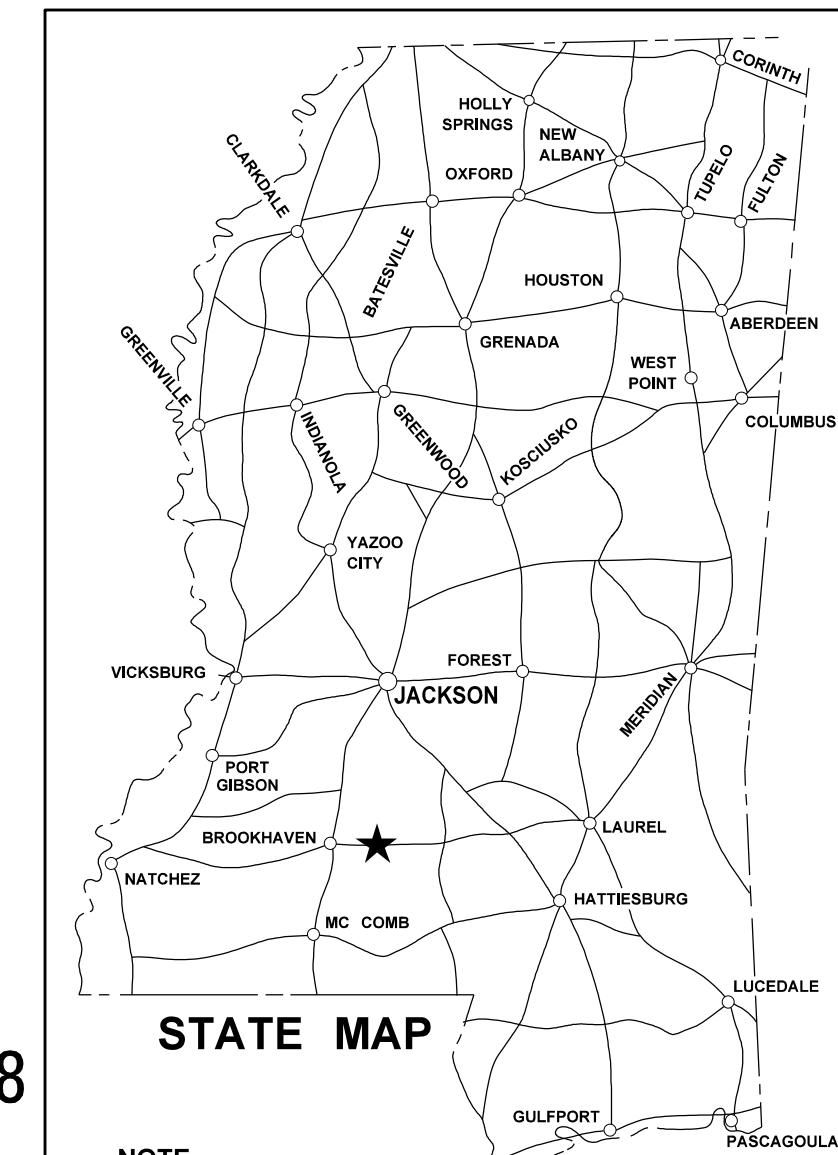 CORINTH
HOLLY
SPRINGS
NEW
ALBANY
CLARKDALE
OXFORD
TUPELO
FULTON
BATESVILLE
HOUSTON
GREENVILLE
GRENADA
ABERDEEN
WEST
POINT
INDIANOLA
GREENWOOD
KOSCIUSKO
COLUMBUS
YAZOO
CITY
VICKSBURG
FOREST
JACKSON
MERIDIAN
PORT
GIBSON
BROOKHAVEN
LAUREL
NATCHEZ
HATTIESBURG
MC COMB
LUCEDALE
STATE MAP
8
GULFPORT
PASCAGOULA
NOTE